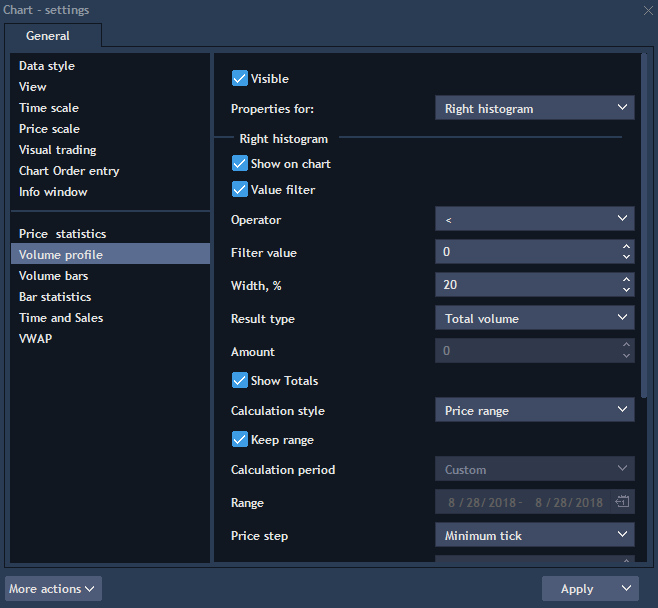 Chart - settings
General
Data style
View
Time scale
Price scale
Visual trading
Chart Order entry
Info window
Price statistics
Volume profile
Volume bars
Bar statistics
Time and Sales
VWAP
Visible
Properties for: Right histogram
Right histogram
Show on chart
Value filter
Operator <
Filter value 0
Width, % 20
Result type Total volume
Amount 0
Show Totals
Calculation style Price range
Keep range
Calculation period Custom
Range 8 / 28 / 2018 - 8 / 28 / 2018
Price step Minimum tick
More actions Apply